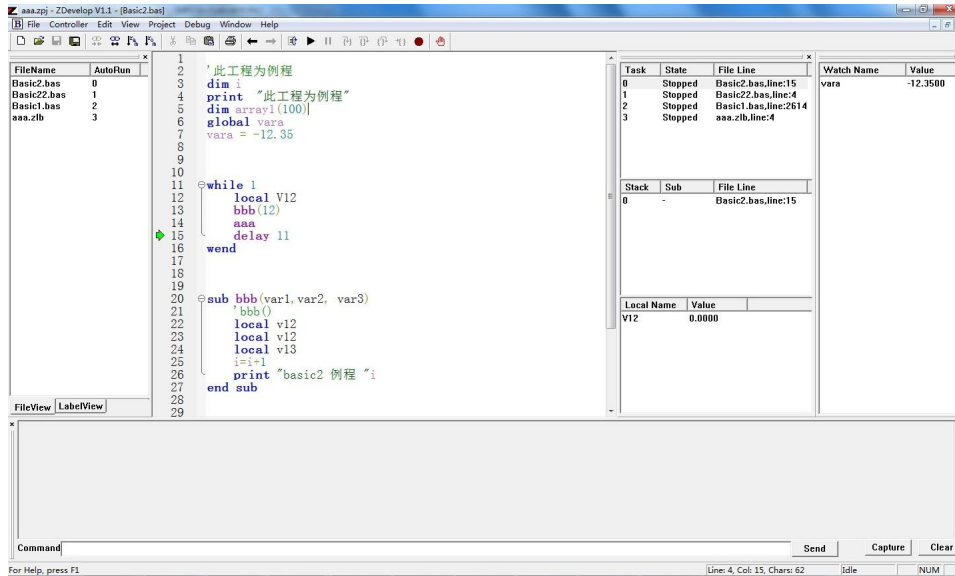 aaa.zpj - ZDevelop V1.1 - [Basic2.bas]
File Controller Edit View Project Debug Window Help
FileName AutoRun
Basic2.bas 0
Basic22.bas 1
Basic1.bas 2
aaa.zlb 3
FileView LabelView
1
2 '此工程为例程
3 dim i
4 print "此工程为例程"
5 dim array1(100)
6 global vara
7 vara = -12.35
8
9
10
11 while 1
12 local V12
13 bbb(12)
14 aaa
15 delay 11
16 wend
17
18
19
20 sub bbb(var1,var2, var3)
21 'bbb()
22 local v12
23 local v12
24 local v13
25 i=i+1
26 print "basic2 例程 "i
27 end sub
28
29
Task State File Line
0 Stopped Basic2.bas,line:15
1 Stopped Basic22.bas,line:4
2 Stopped Basic1.bas,line:2614
3 Stopped aaa.zlb,line:4
Stack Sub File Line
0 - Basic2.bas,line:15
Local Name Value
V12 0.0000
Watch Name Value
vara -12.3500
Command Send Capture Clear
For Help, press F1 Line: 4, Col: 15, Chars: 62 Idle NUM